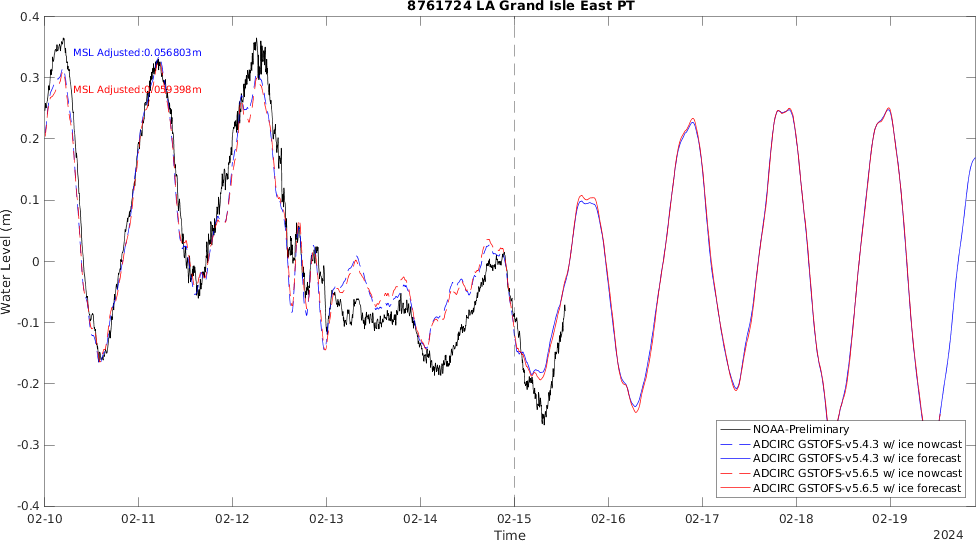 8761724 LA Grand Isle East PT
MSL Adjusted:0.056803m
MSL Adjusted:0.059398m
Water Level (m)
0.4
0.3
0.2
0.1
0
-0.1
-0.2
-0.3
-0.4
NOAA-Preliminary
ADCIRC GSTOFS-v5.4.3 w/ ice nowcast
ADCIRC GSTOFS-v5.4.3 w/ ice forecast
ADCIRC GSTOFS-v5.6.5 w/ ice nowcast
ADCIRC GSTOFS-v5.6.5 w/ ice forecast
02-10 02-11 02-12 02-13 02-14 02-15 02-16 02-17 02-18 02-19
Time
2024